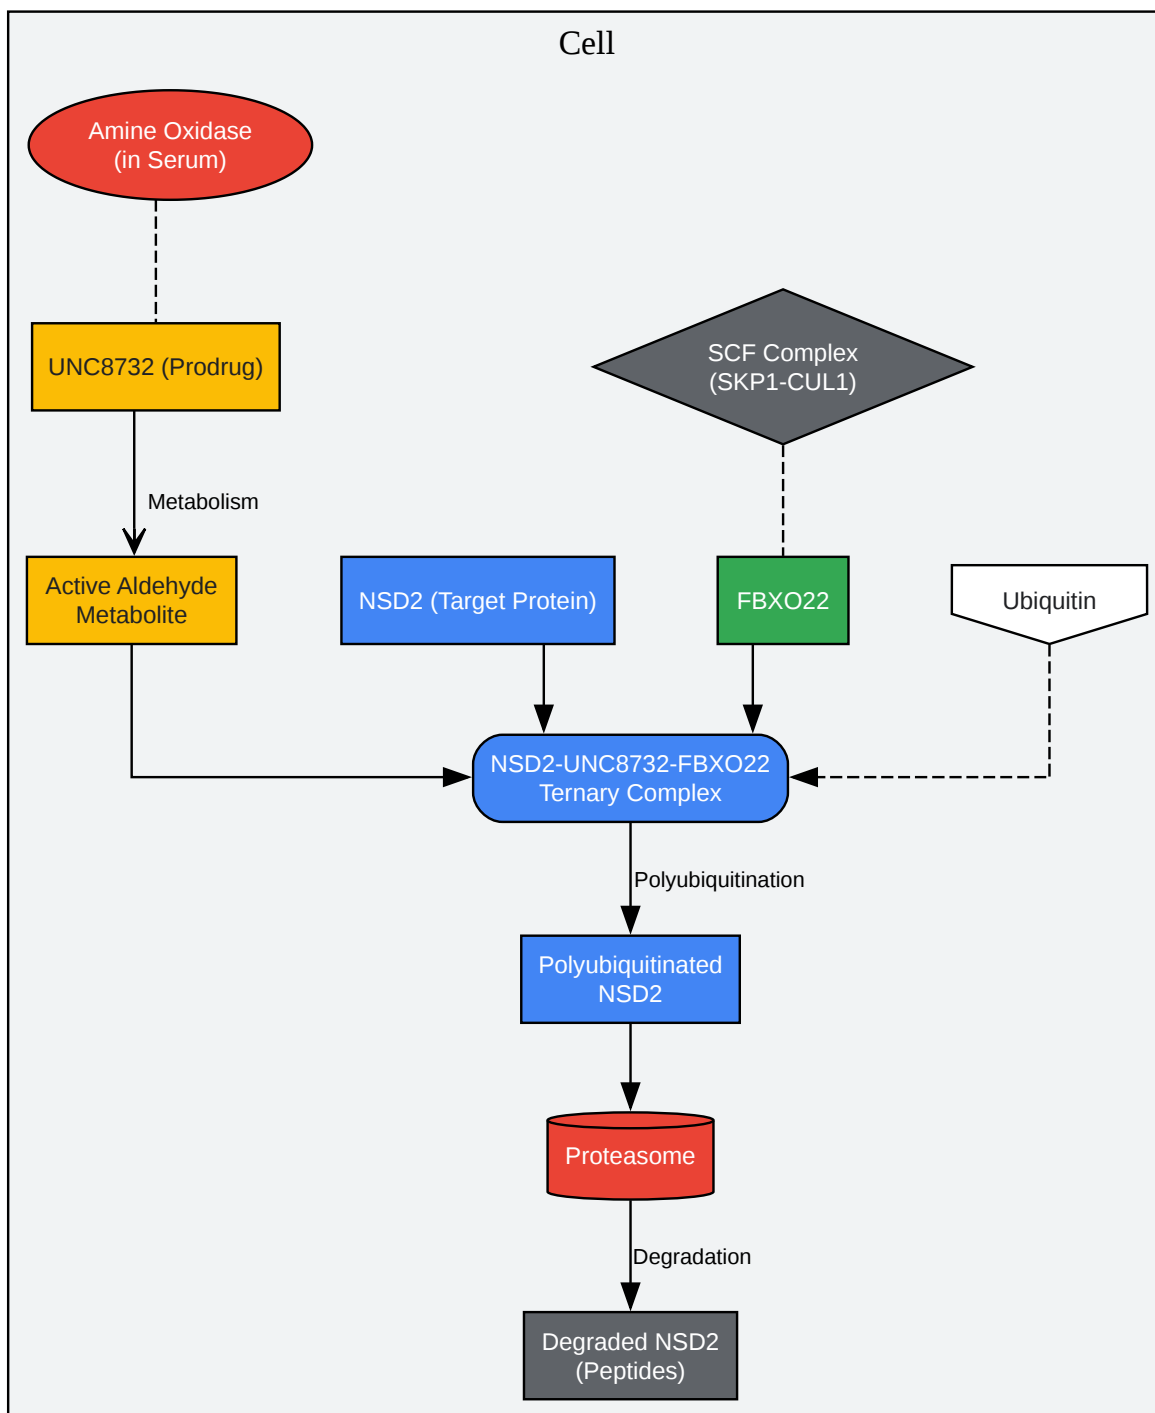 Cell
Amine Oxidase
(in Serum)
UNC8732 (Prodrug)
SCF Complex
(SKP1-CUL1)
Metabolism
Active Aldehyde
Metabolite
NSD2 (Target Protein)
FBXO22
Ubiquitin
NSD2-UNC8732-FBXO22
Ternary Complex
Polyubiquitination
Polyubiquitinated
NSD2
Proteasome
Degradation
Degraded NSD2
(Peptides)